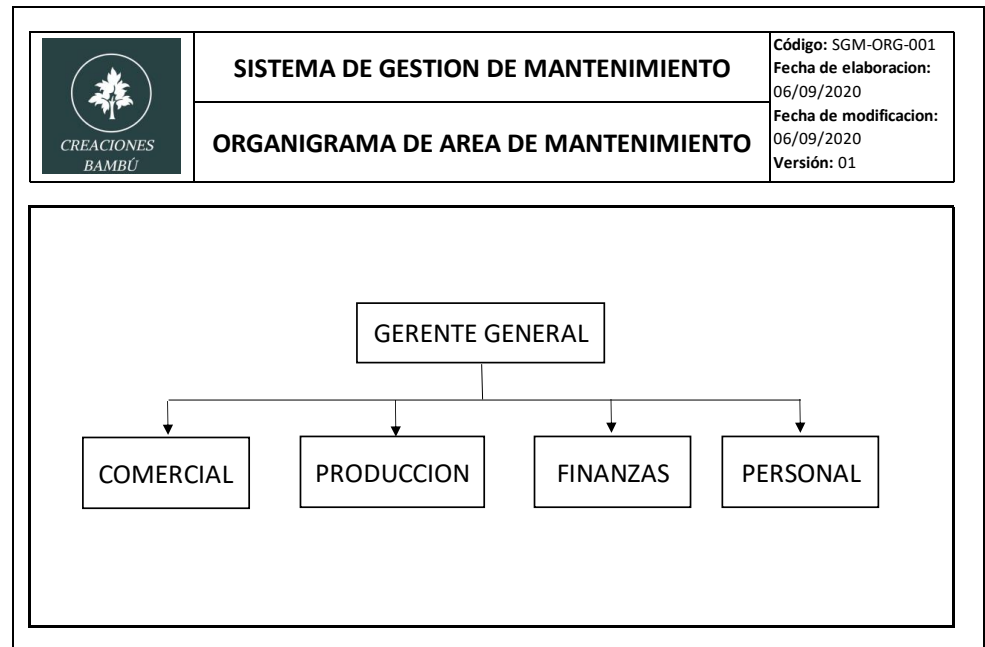 CREACIONES
BAMBÚ
SISTEMA DE GESTION DE MANTENIMIENTO
ORGANIGRAMA DE AREA DE MANTENIMIENTO
Código: SGM-ORG-001
Fecha de elaboracion:
06/09/2020
Fecha de modificacion:
06/09/2020
Versión: 01
GERENTE GENERAL
COMERCIAL
PRODUCCION
FINANZAS
PERSONAL